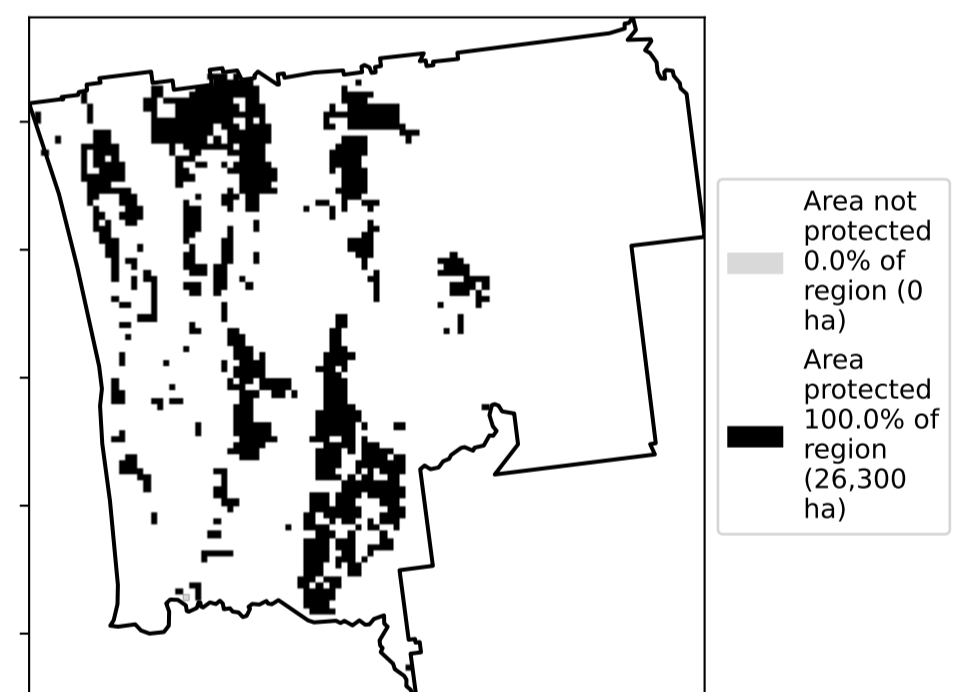 Area not
protected
0.0% of
region (0
ha)
Area
protected
100.0% of
region
(26,300
ha)